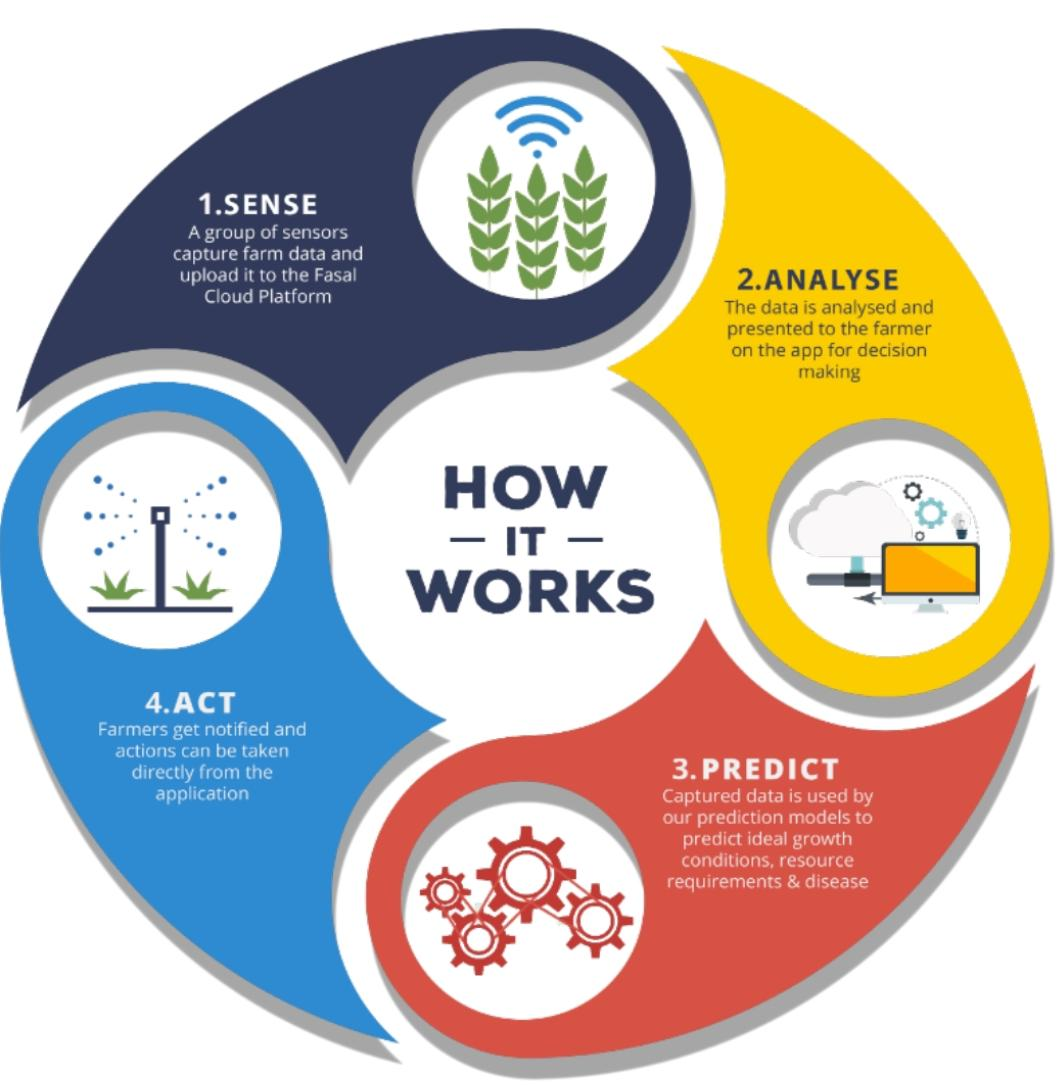 1.SENSE
A group of sensors
capture farm data and
upload it to the Fasal
Cloud Platform
2.ANALYSE
The data is analysed and
presented to the farmer
on the app for decision
making
HOW
— IT —
WORKS
3.PREDICT
Captured data is used by
our prediction models to
predict ideal growth
conditions, resource
requirements & disease
4.ACT
Farmers get notified and
actions can be taken
directly from the
application